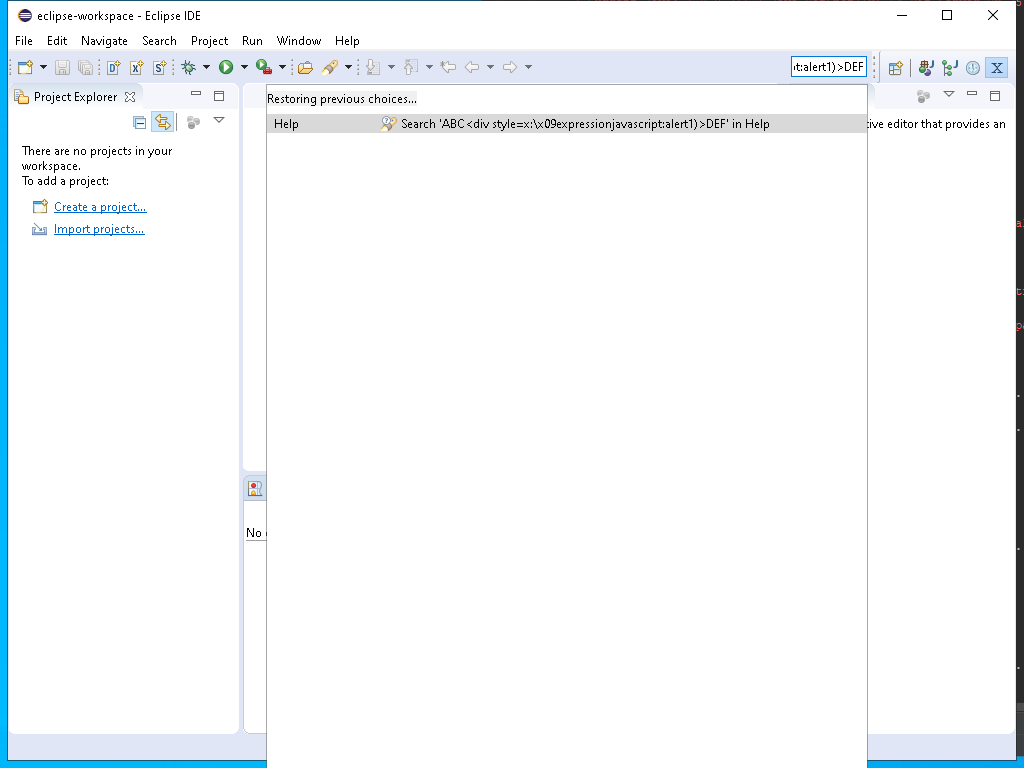 eclipse-workspace - Eclipse IDE
File Edit Navigate Search Project Run Window Help
ıt:alert1)>DEF
Project Explorer
Restoring previous choices...
Help Search 'ABC<div style=x:\x09expressionjavascript:alert1)>DEF' in Help
tive editor that provides an
There are no projects in your
workspace.
To add a project:
Create a project...
Import projects...
No